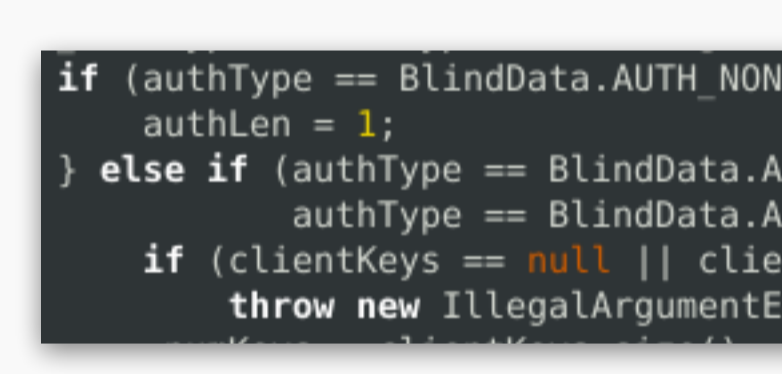 if (authType == BlindData.AUTH_NON
authLen = 1;
} else if (authType == BlindData.A
authType == BlindData.A
if (clientKeys == null || clie
throw new IllegalArgumentE